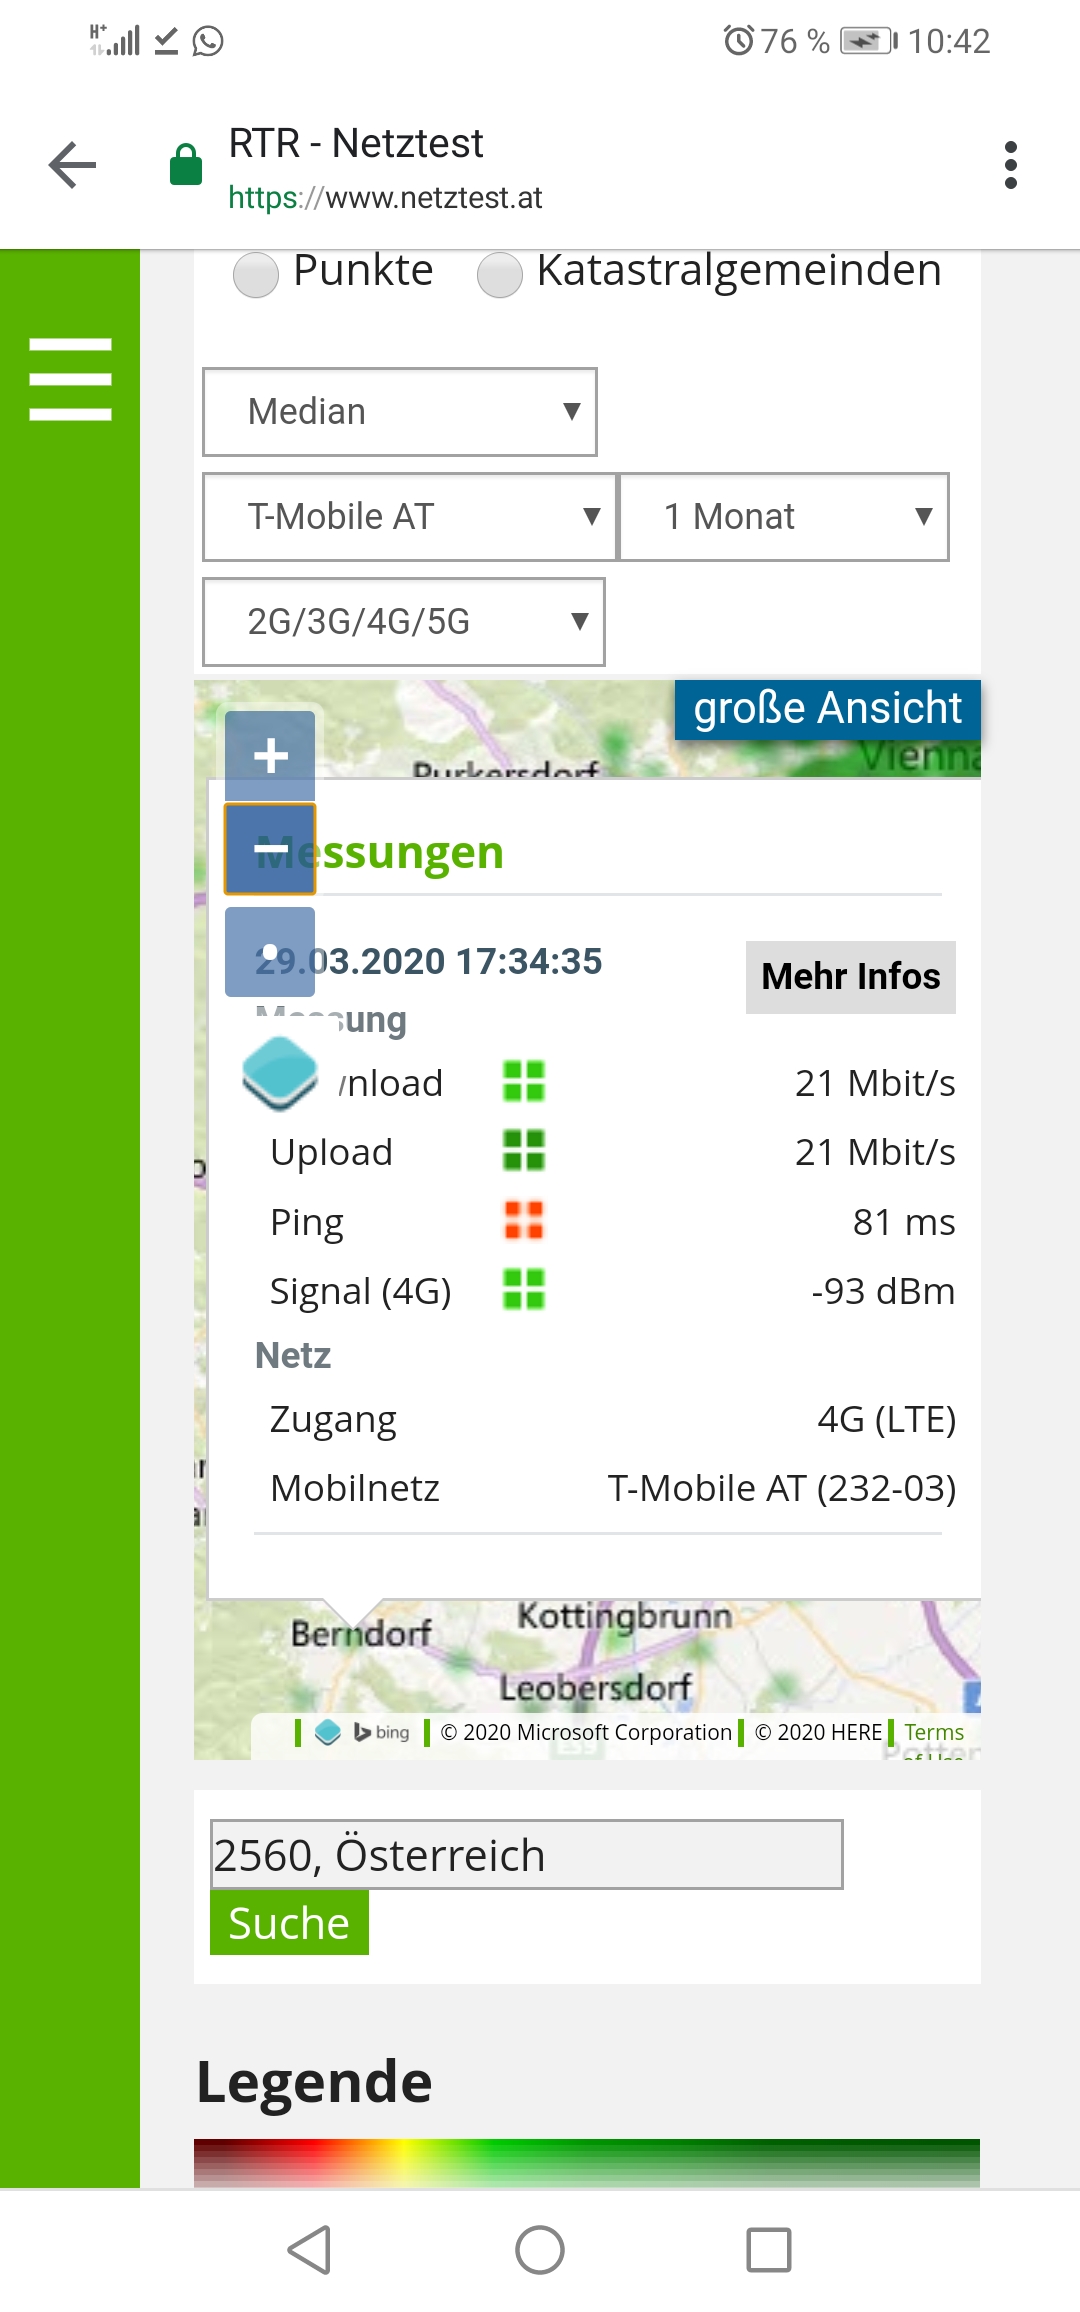 H+ 76 % 10:42
RTR - Netztest
https://www.netztest.at
Punkte Katastralgemeinden
Median
T-Mobile AT 1 Monat
2G/3G/4G/5G
große Ansicht
Vienna
Purkersdorf
Messungen
29.03.2020 17:34:35 Mehr Infos
Messung
nload 21 Mbit/s
Upload 21 Mbit/s
Ping 81 ms
Signal (4G) -93 dBm
Netz
Zugang 4G (LTE)
Mobilnetz T-Mobile AT (232-03)
Kottingbrunn
Berndorf
Leobersdorf
bing © 2020 Microsoft Corporation © 2020 HERE Terms
of Use
2560, Österreich
Suche
Legende